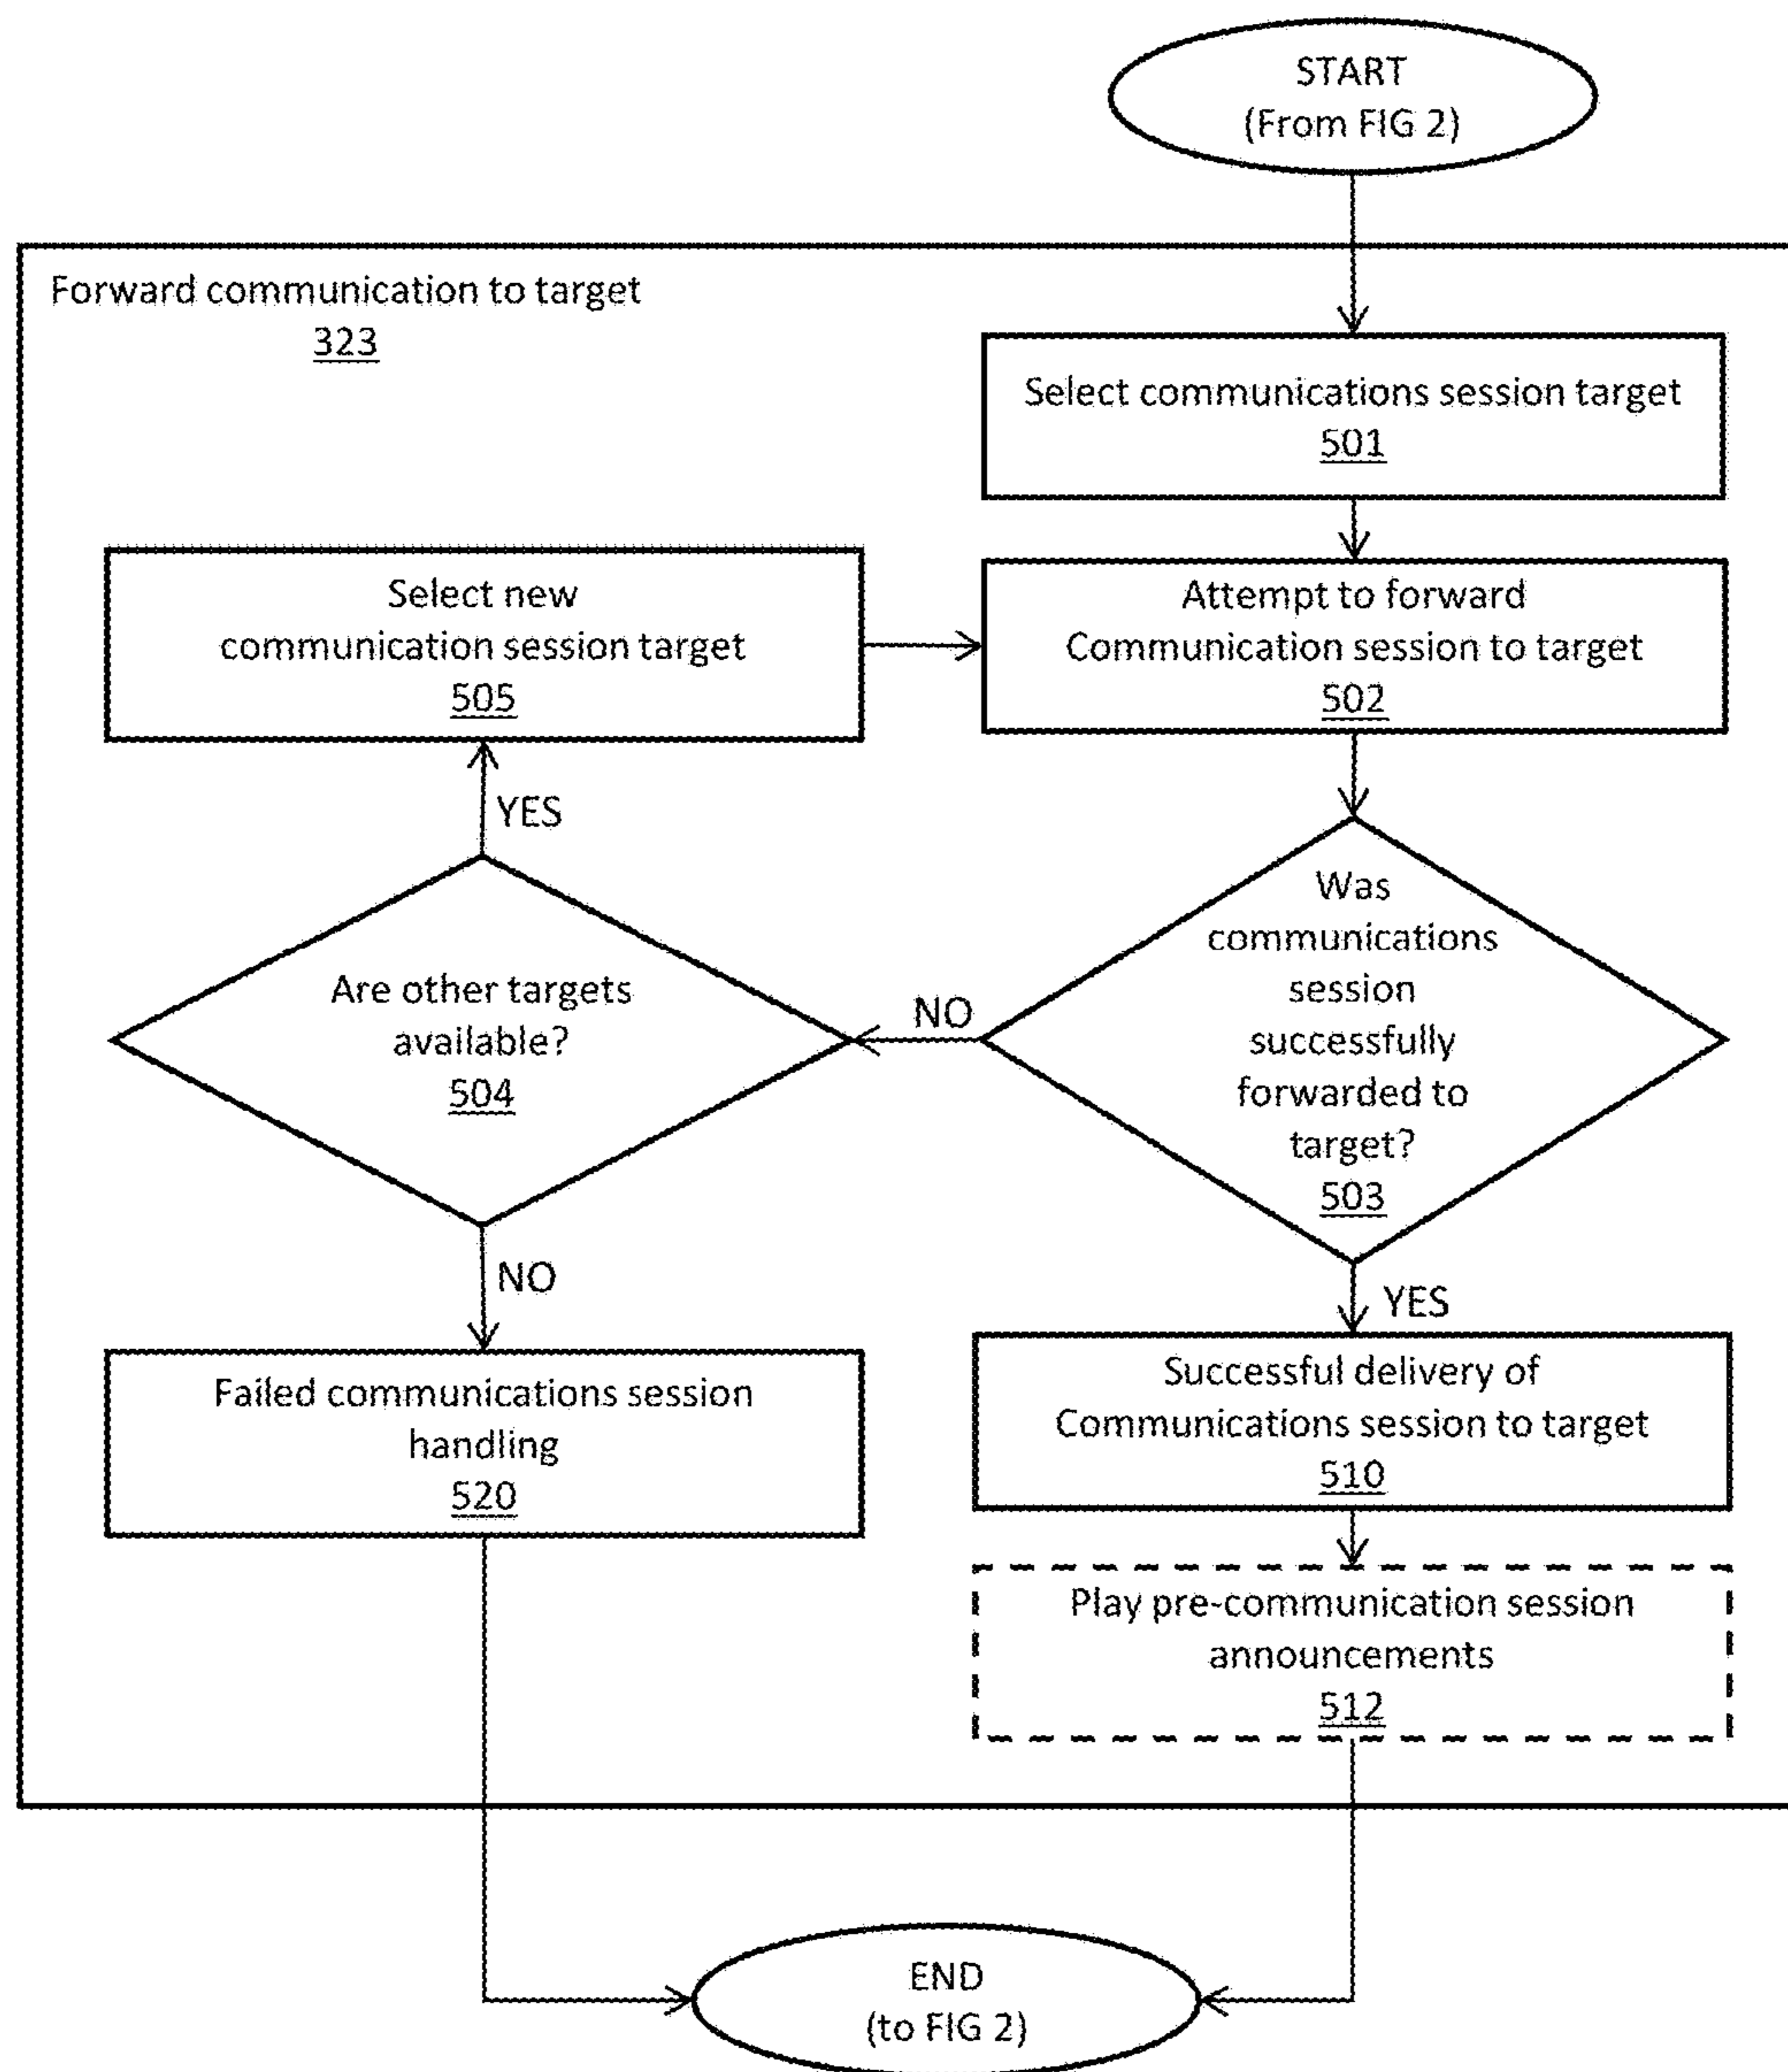 START
(From FIG 2)
Forward communication to target
323
Select communications session target
501
Select new
communication session target
505
Attempt to forward
Communication session to target
502
YES
Was
communications
session
successfully
forwarded to
target?
503
NO
Are other targets
available?
504
NO
YES
Failed communications session
handling
520
Successful delivery of
Communications session to target
510
Play pre-communication session
announcements
512
END
(to FIG 2)